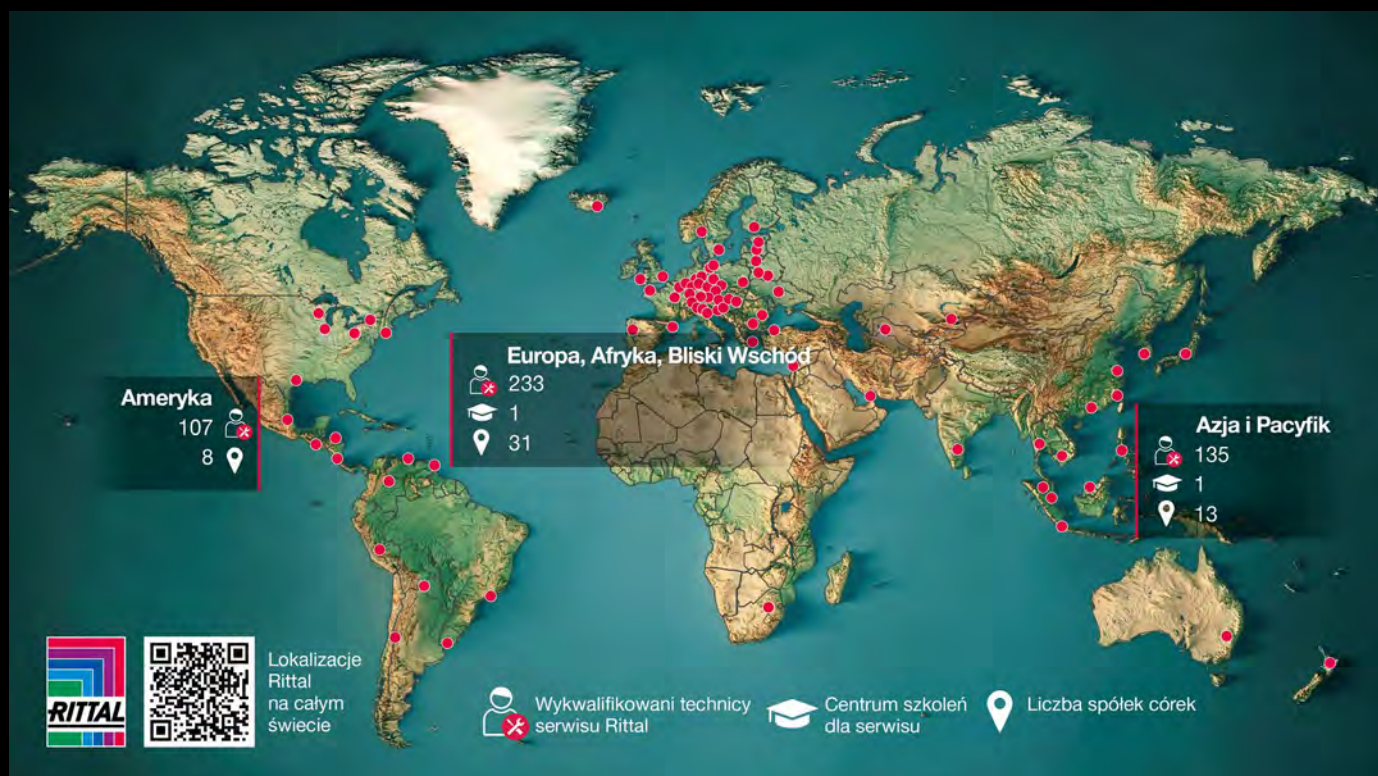 Europa, Afryka, Bliski Wschód
233
1
31
Ameryka
107
8
Azja i Pacyfik
135
1
13
RITTAL
Lokalizacje
Rittal
na całym
świecie
Wykwalifikowani technicy
serwisu Rittal
Centrum szkoleń
dla serwisu
Liczba spółek córek